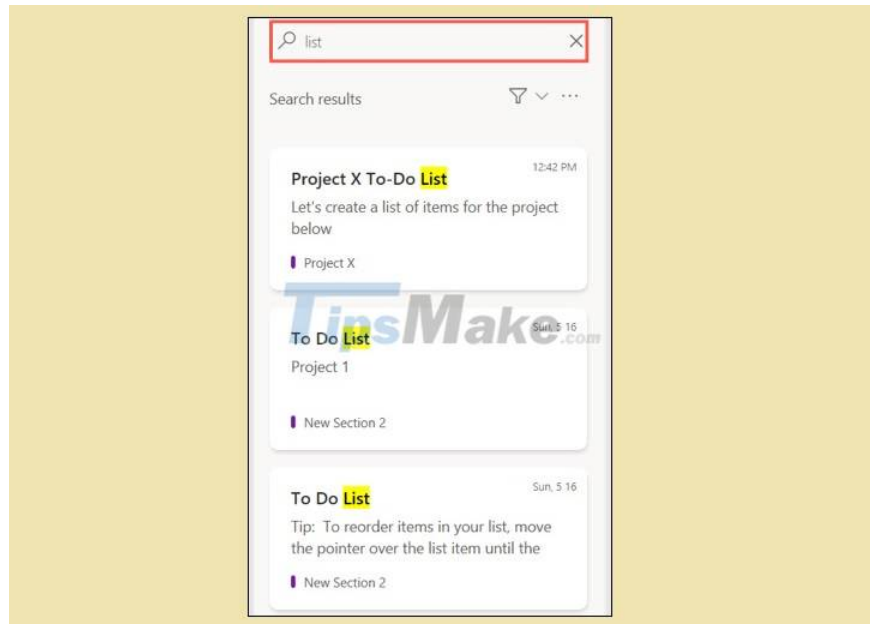 list
Search results
12:42 PM
Project X To-Do List
Let's create a list of items for the project
below
Project X
TipsMake.com
Sun, 5 16
To Do List
Project 1
New Section 2
Sun, 5 16
To Do List
Tip: To reorder items in your list, move
the pointer over the list item until the
New Section 2